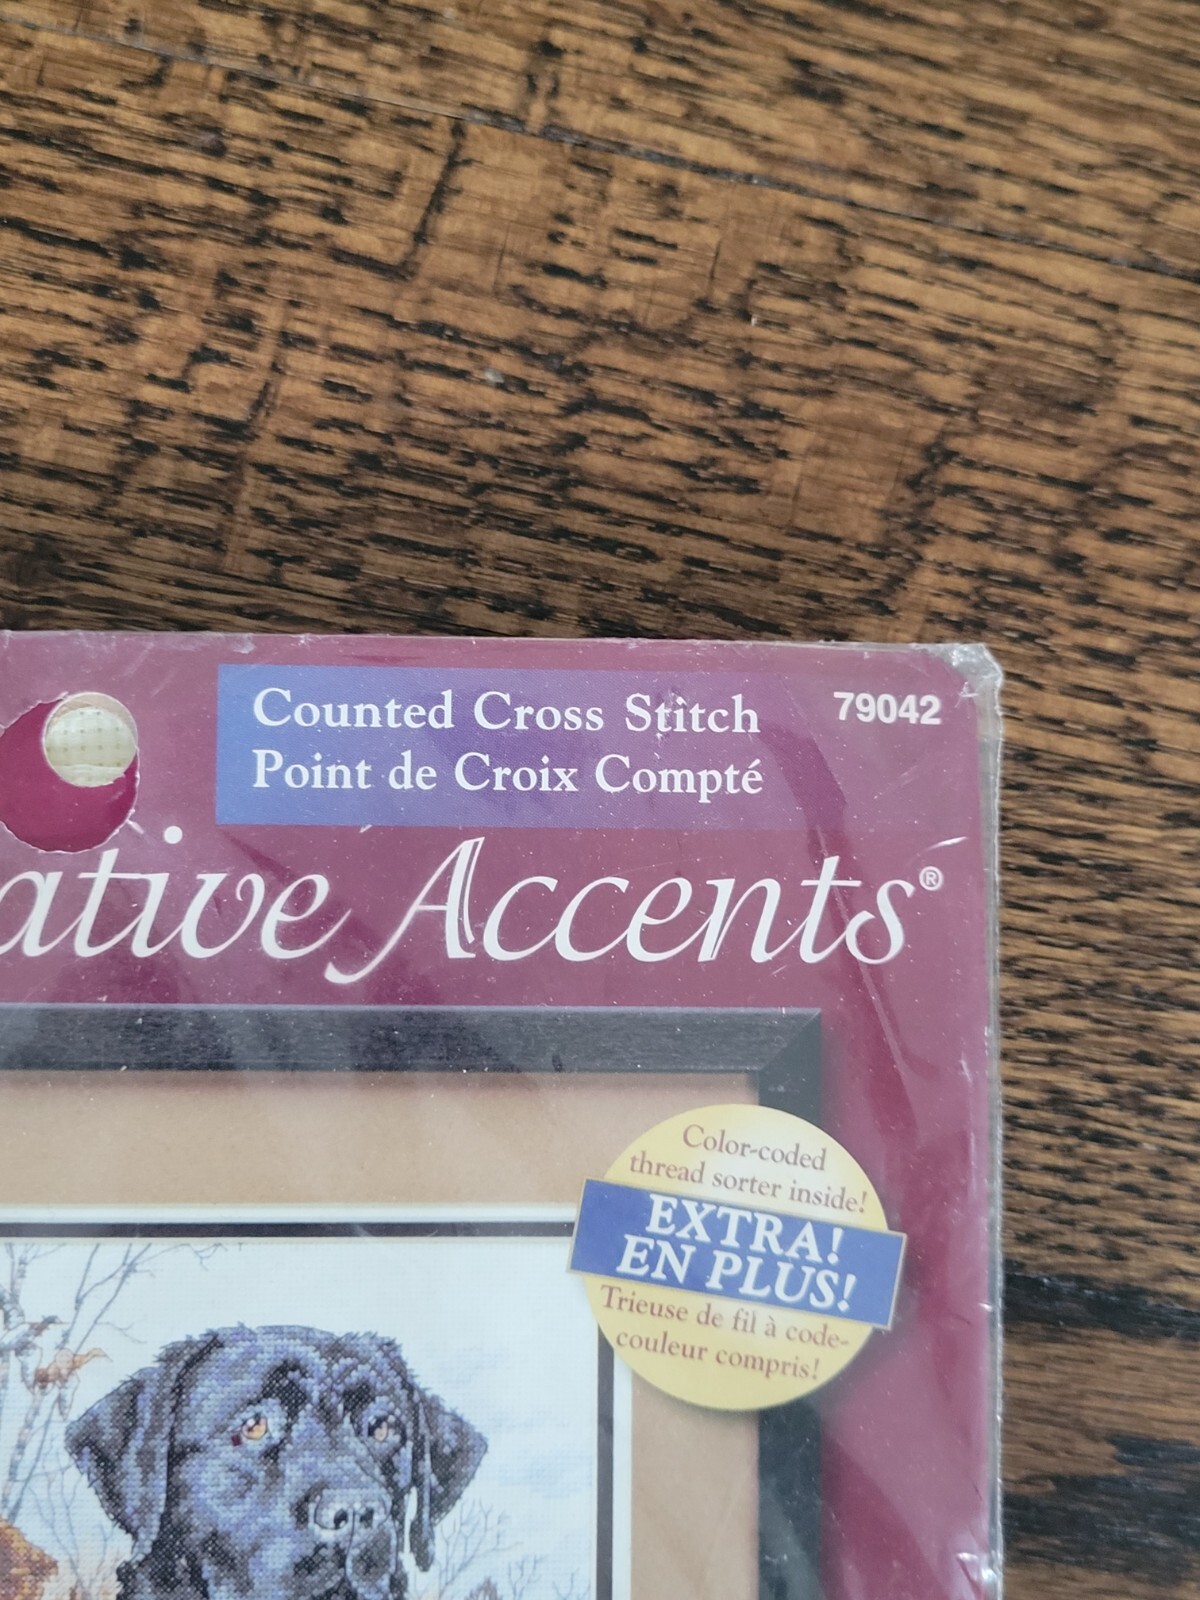 Counted Cross Stitch
79042
Point de Croix Compté
ative Accents®
Color-coded
thread sorter inside!
EXTRA!
EN PLUS!
Trieuse de fil à code-
couleur compris!